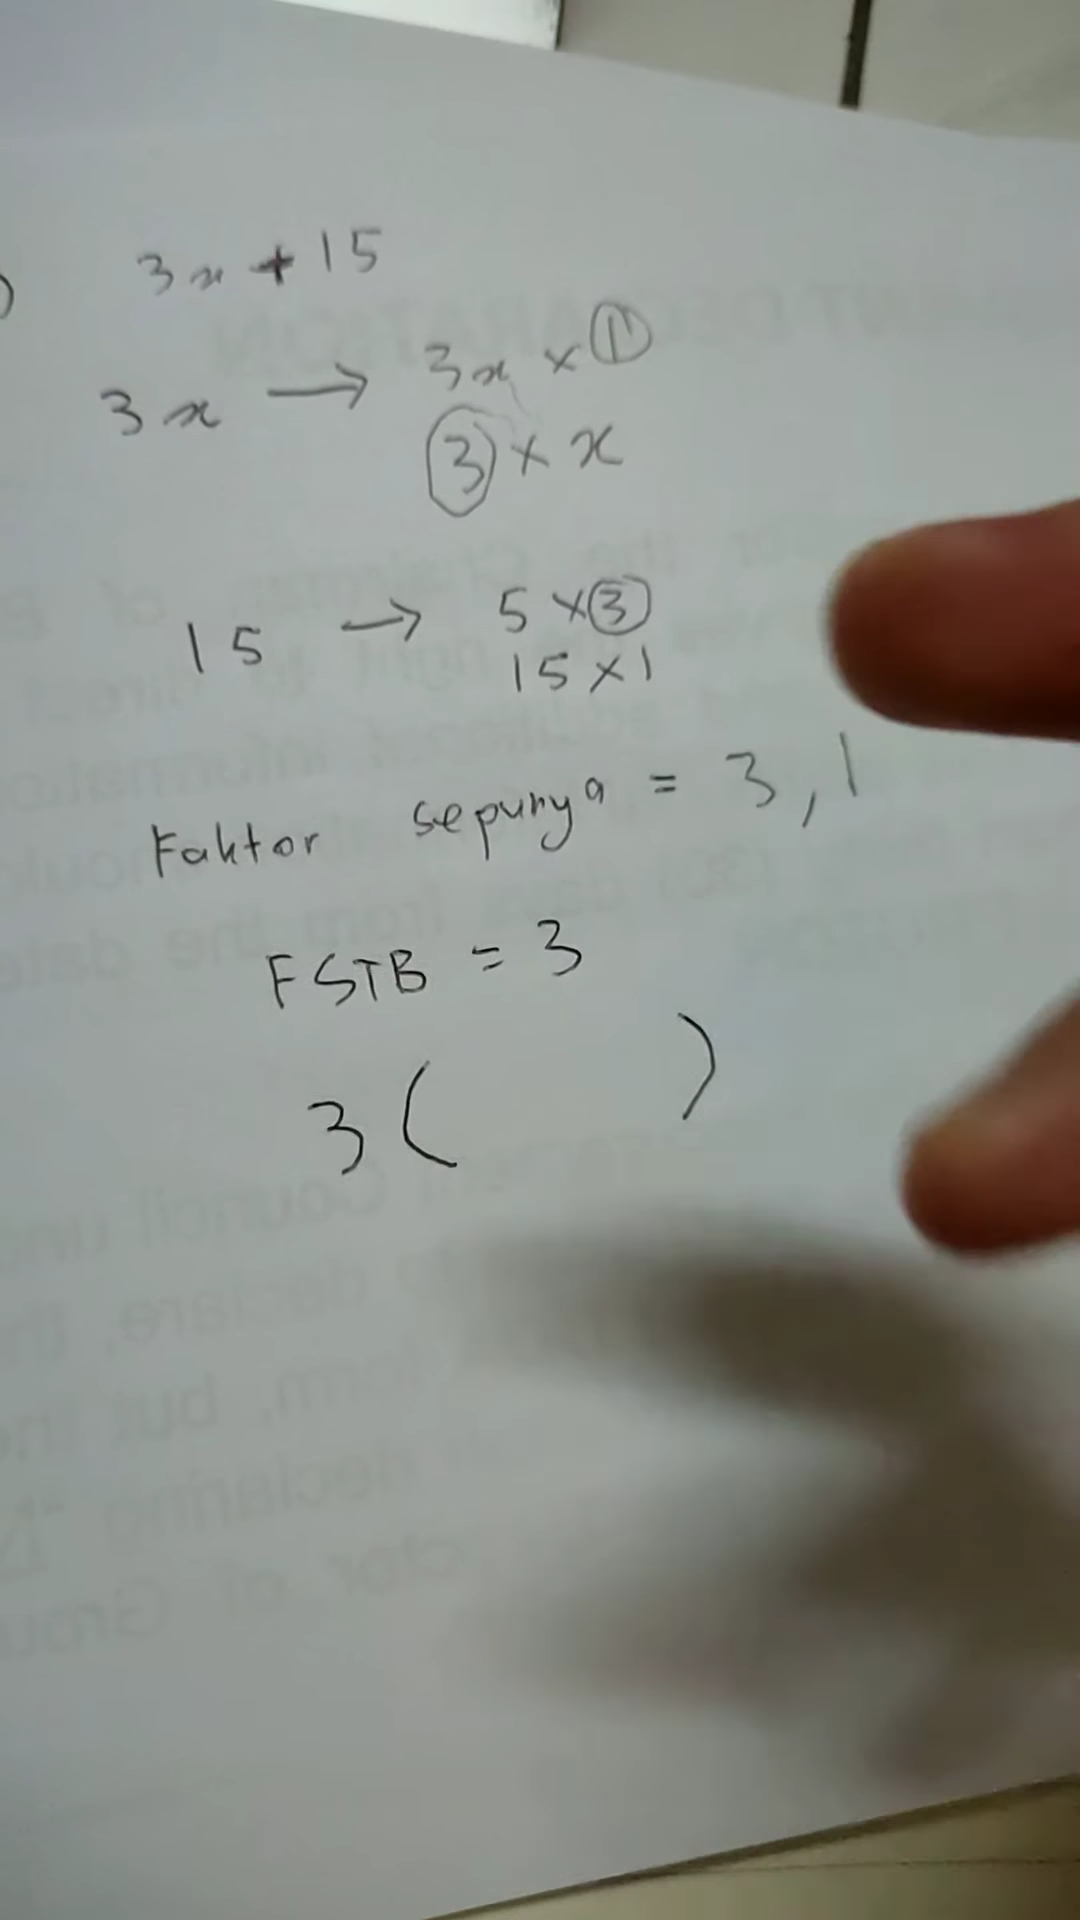 ) 3x + 15
3x → 3x × 1
3 × x
15 → 5 × 3
15 × 1
Faktor sepunya = 3, 1
FSTB = 3
3 ( )